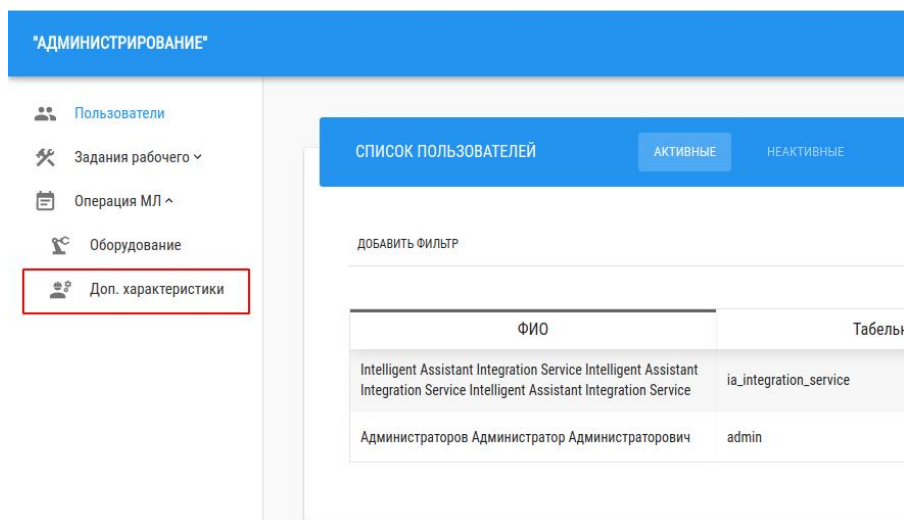 "АДМИНИСТРИРОВАНИЕ"
Пользователи
Задания рабочего
Операция МЛ
Оборудование
Доп. характеристики
СПИСОК ПОЛЬЗОВАТЕЛЕЙ
АКТИВНЫЕ
НЕАКТИВНЫЕ
ДОБАВИТЬ ФИЛЬТР
ФИО
Табельн
Intelligent Assistant Integration Service Intelligent Assistant
Integration Service Intelligent Assistant Integration Service
ia_integration_service
Администраторов Администратор Администраторович
admin